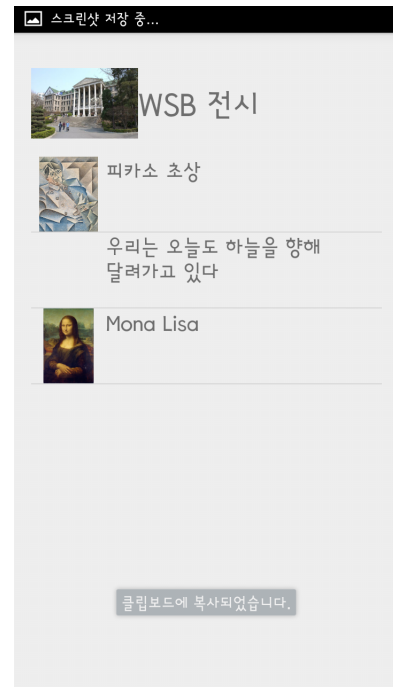 스크린샷 저장 중...
WSB 전시
피카소 초상
우리는 오늘도 하늘을 향해
달려가고 있다
Mona Lisa
클립보드에 복사되었습니다.